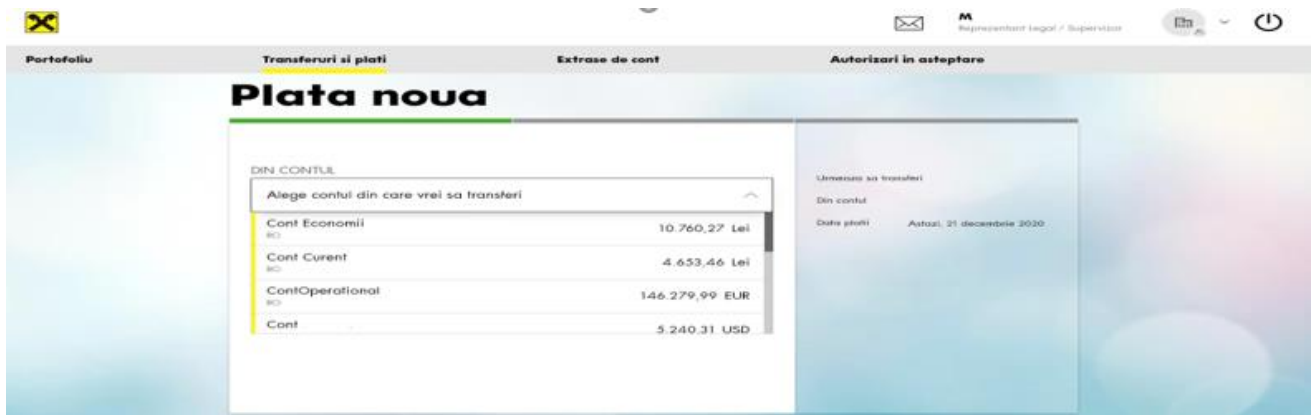 M
Reprezentant Legal / Supervizor
Portofoliu
Transferuri si plati
Extrase de cont
Autorizari in asteptare
Plata noua
DIN CONTUL
Alege contul din care vrei sa transferi
Cont Economii
10.760,27 Lei
RO
Cont Curent
4.653,46 Lei
RO
ContOperational
146.279,99 EUR
RO
Cont
5.240,31 USD
Urmeaza sa transferi
Din contul
Data platii Astazi, 21 decembrie 2020